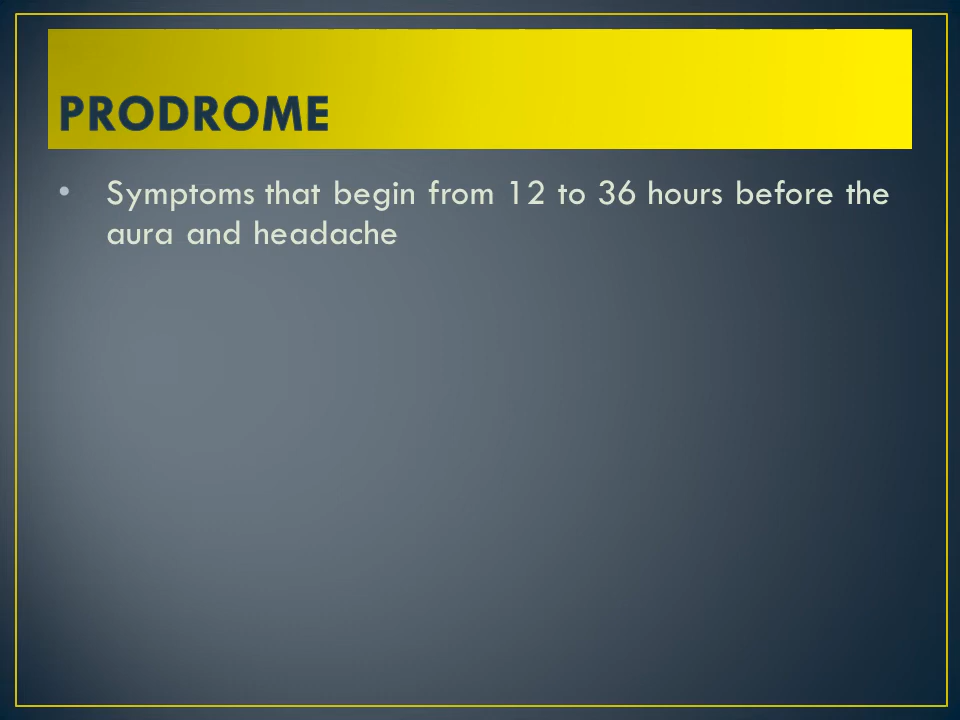 PRODROME
• Symptoms that begin from 12 to 36 hours before the
aura and headache